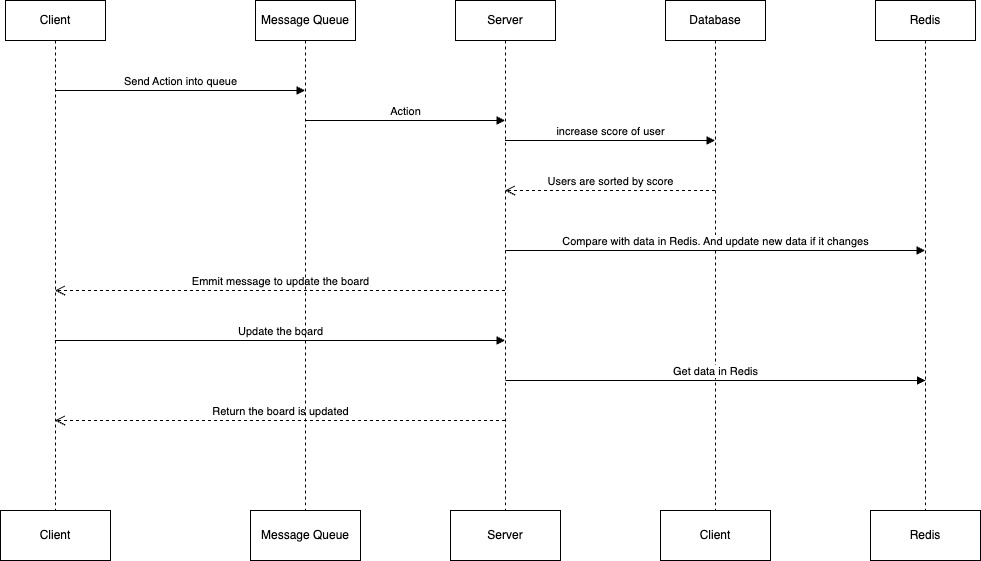 Client
Message Queue
Server
Database
Redis
Send Action into queue
Action
increase score of user
Users are sorted by score
Compare with data in Redis. And update new data if it changes
Emmit message to update the board
Update the board
Get data in Redis
Return the board is updated
Client
Message Queue
Server
Client
Redis